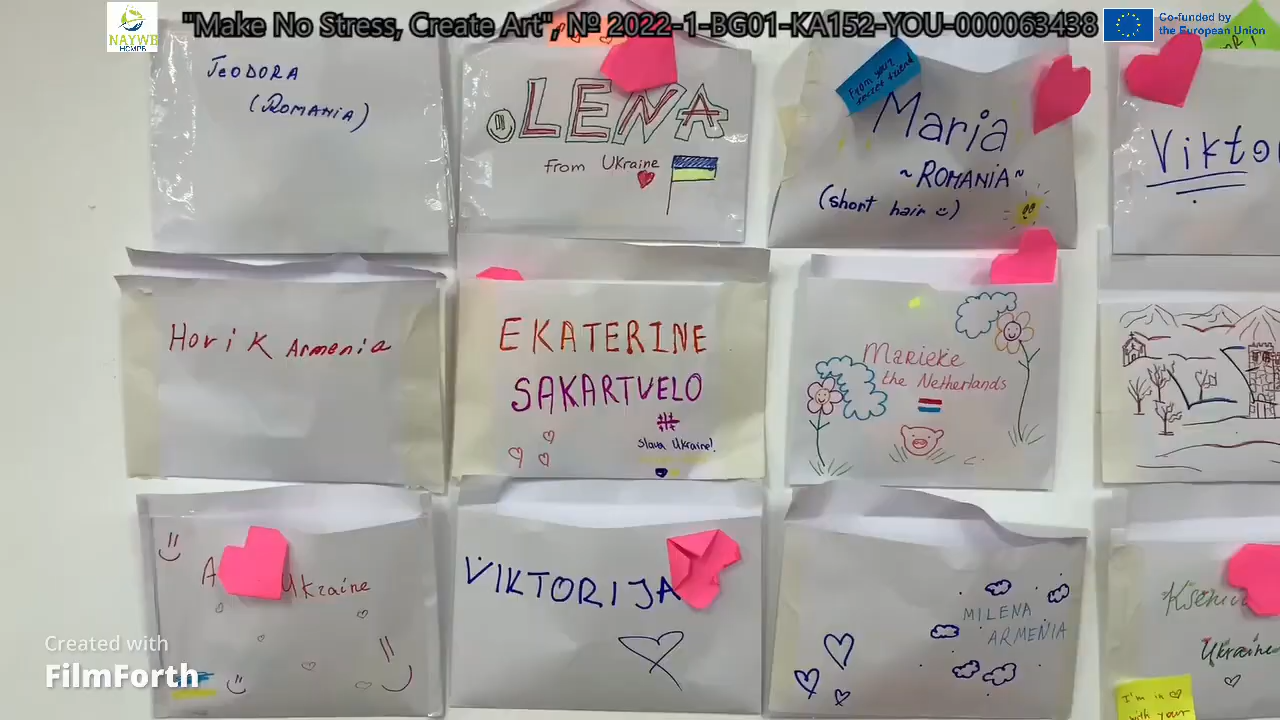 "Make No Stress, Create Art", № 2022-1-BG01-KA152-YOU-000063438
NAYWB
Co-funded by
the European Union
TEODORA
(ROMANIA)
LENA
from Ukraine
From your
secret friend
Maria
~ROMANIA~
(short hair ☺)
Hovik Armenia
EKATERINE
SAKARTVELO
Slava Ukraine!
Marieke
the Netherlands
Ukraine
VIKTORIJA
MILENA
ARMENIA
Ukraine
I'm in ♡
with your
Created with
FilmForth